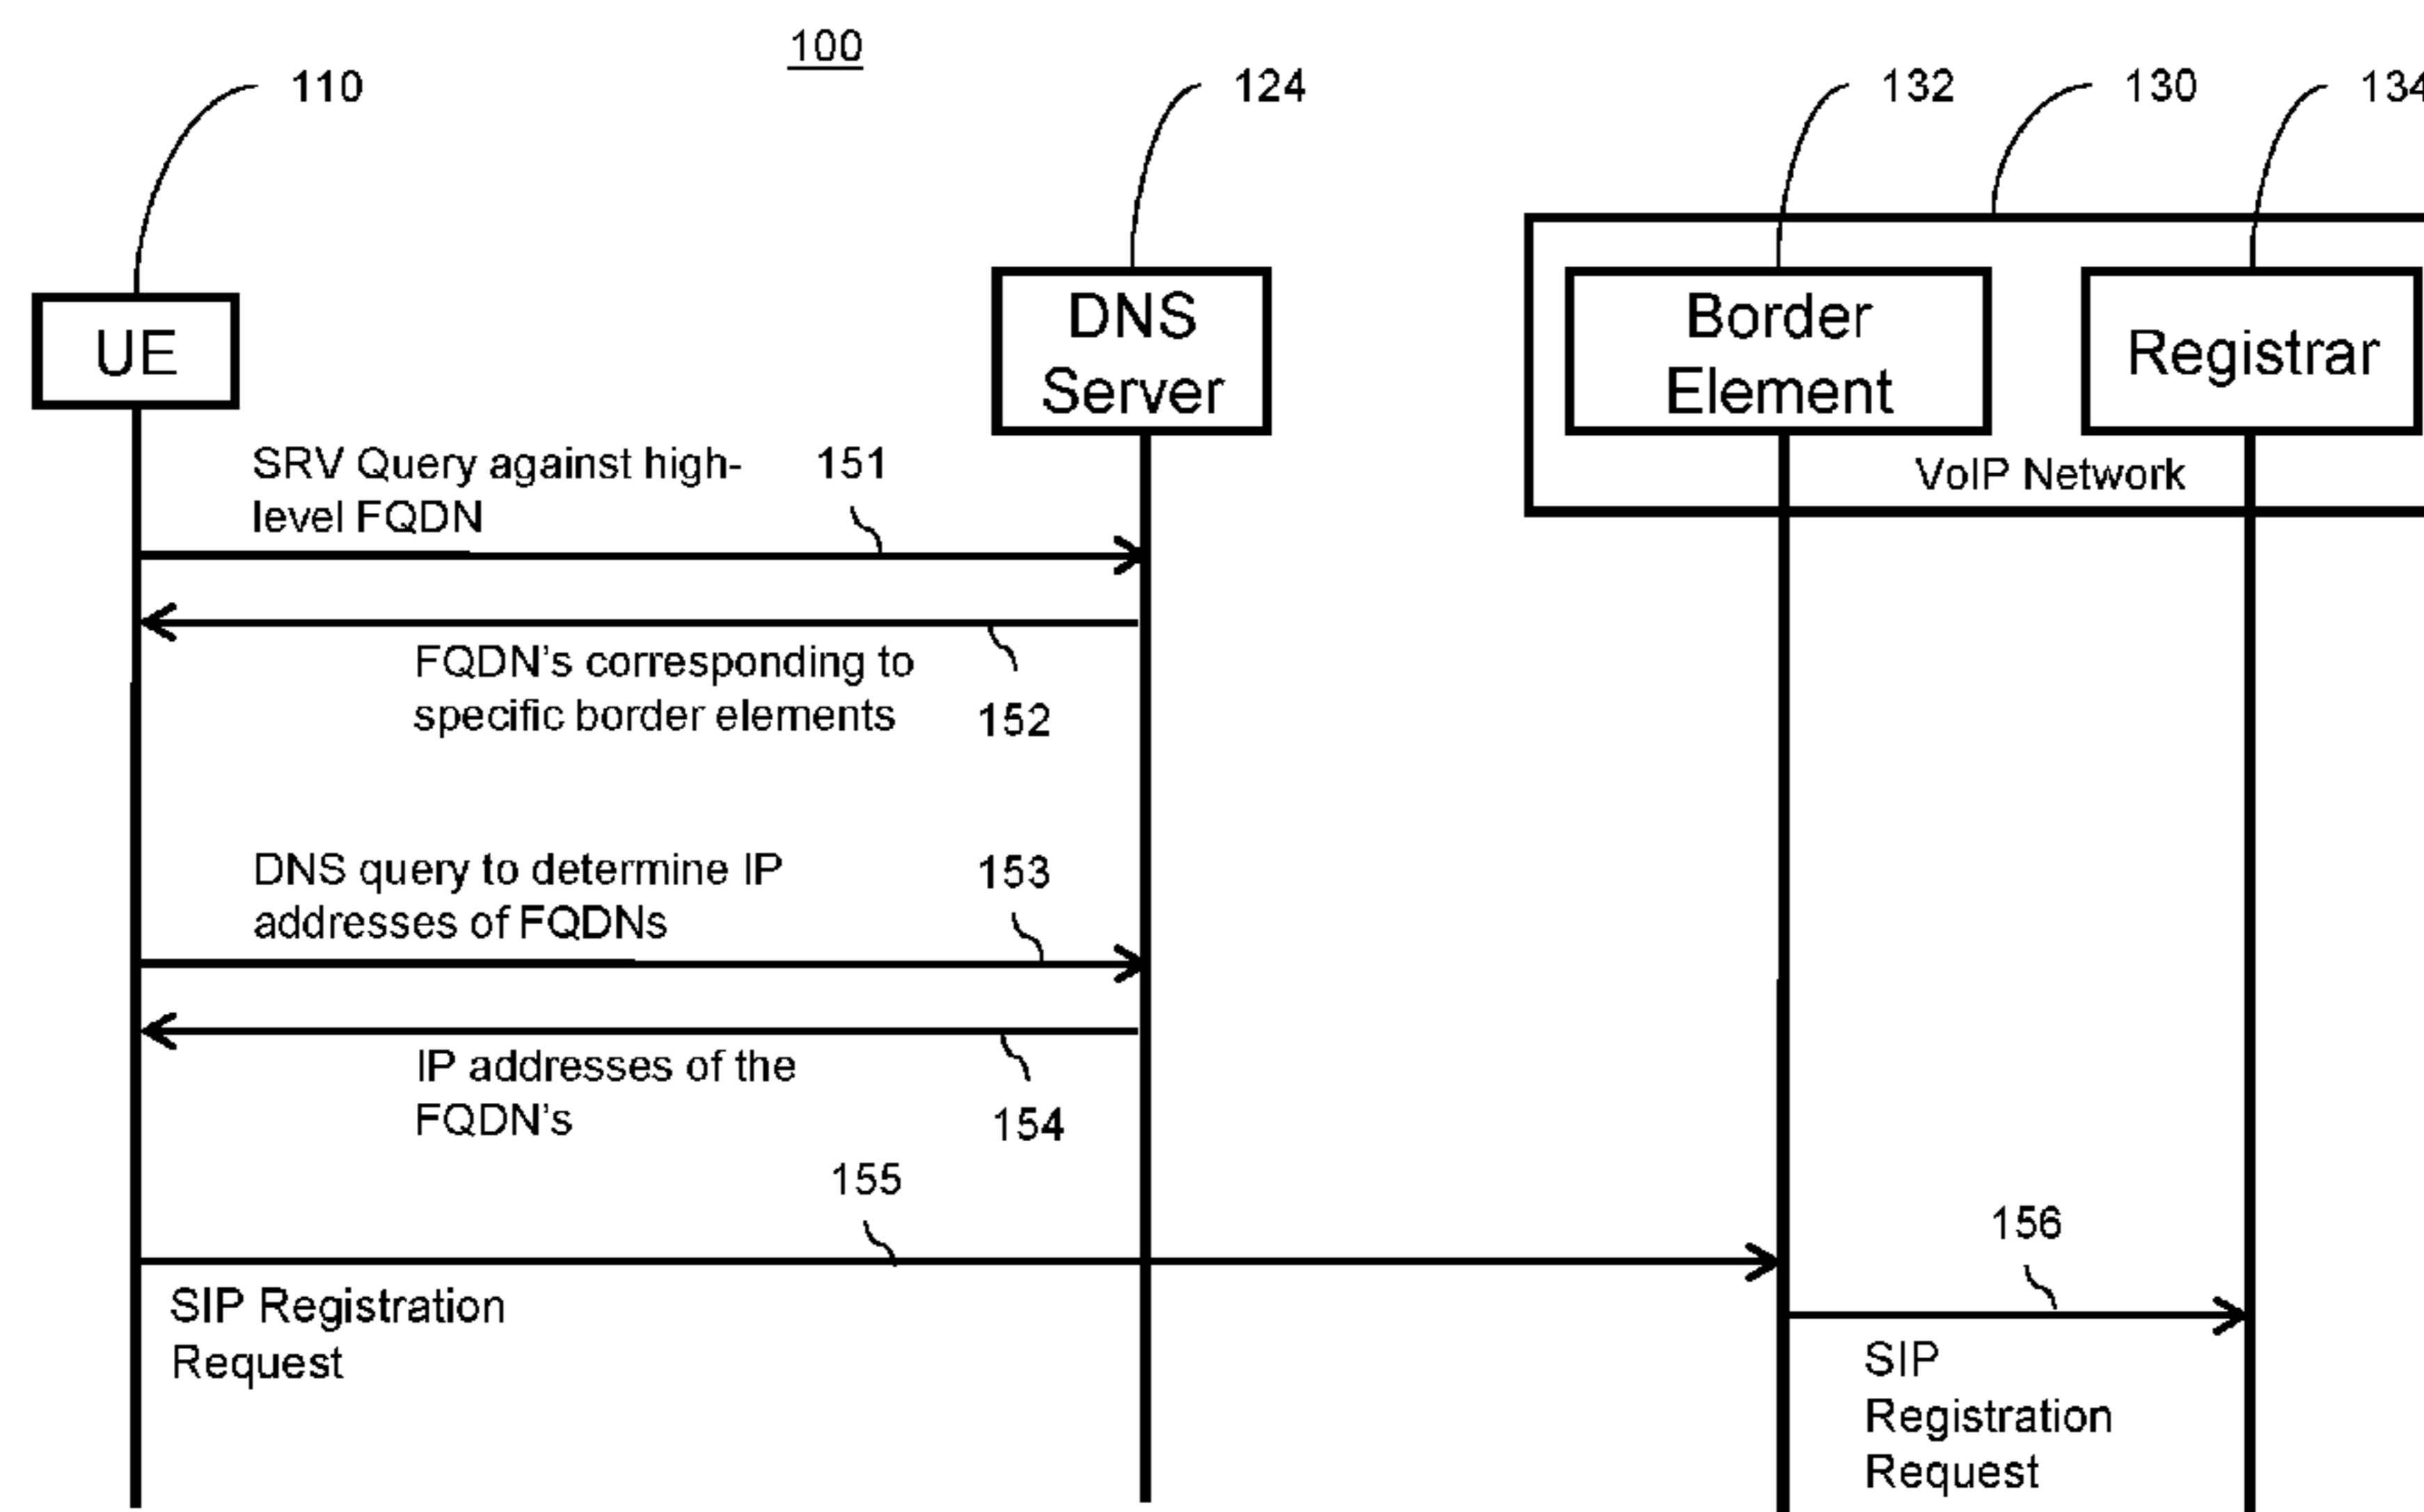 100
110
124
132
130
134
UE
DNS
Server
Border
Element
Registrar
VoIP Network
SRV Query against high-
level FQDN
151
FQDN's corresponding to
specific border elements
152
DNS query to determine IP
addresses of FQDNs
153
IP addresses of the
FQDN's
154
155
SIP Registration
Request
156
SIP
Registration
Request